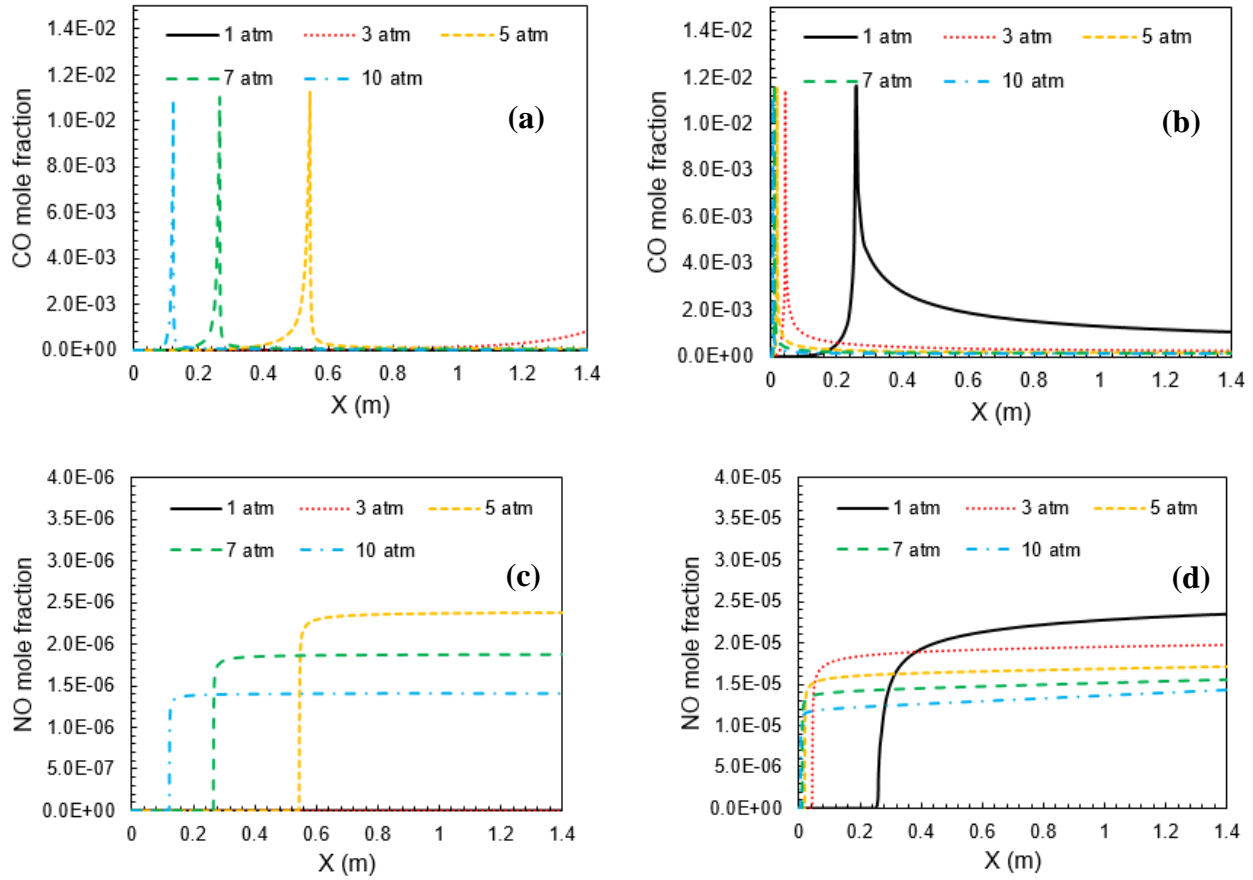 1.4E-02
1.2E-02
1.0E-02
8.0E-03
6.0E-03
4.0E-03
2.0E-03
0.0E+00
CO mole fraction
1 atm 3 atm 5 atm
7 atm 10 atm
(a)
0 0.2 0.4 0.6 0.8 1 1.2 1.4
X (m)
1.4E-02
1.2E-02
1.0E-02
8.0E-03
6.0E-03
4.0E-03
2.0E-03
0.0E+00
CO mole fraction
1 atm 3 atm 5 atm
7 atm 10 atm
(b)
0 0.2 0.4 0.6 0.8 1 1.2 1.4
X (m)
4.0E-06
3.5E-06
3.0E-06
2.5E-06
2.0E-06
1.5E-06
1.0E-06
5.0E-07
0.0E+00
NO mole fraction
1 atm 3 atm 5 atm
7 atm 10 atm
(c)
0 0.2 0.4 0.6 0.8 1 1.2 1.4
X (m)
4.0E-05
3.5E-05
3.0E-05
2.5E-05
2.0E-05
1.5E-05
1.0E-05
5.0E-06
0.0E+00
NO mole fraction
1 atm 3 atm 5 atm
7 atm 10 atm
(d)
0 0.2 0.4 0.6 0.8 1 1.2 1.4
X (m)